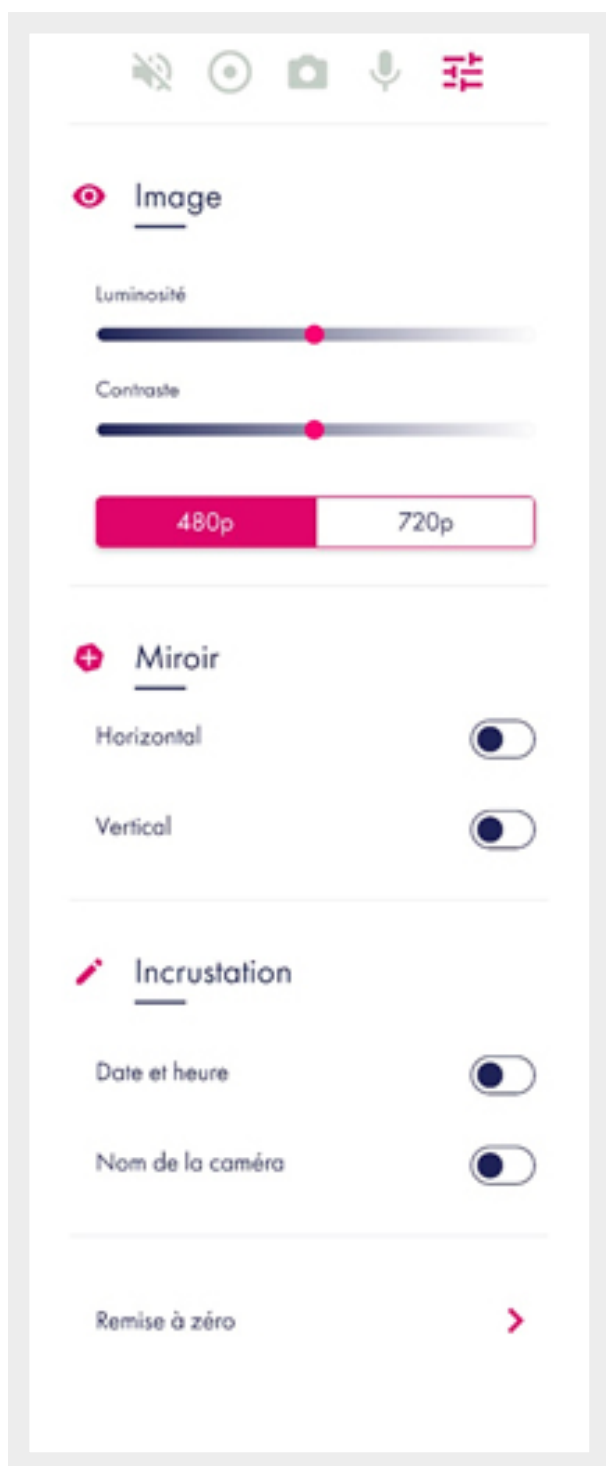 Image
Luminosité
Contraste
480p 720p
Miroir
Horizontal
Vertical
Incrustation
Date et heure
Nom de la caméra
Remise à zéro